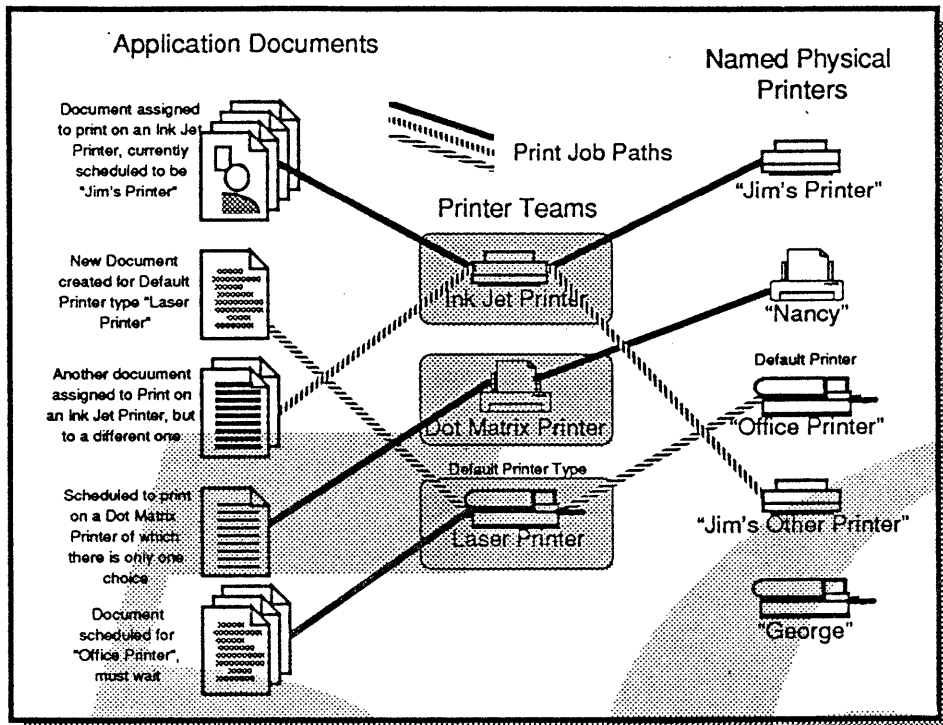 Application Documents
Named Physical
Printers
Document assigned
to print on an Ink Jet
Printer, currently
scheduled to be
"Jim's Printer"
Print Job Paths
"Jim's Printer"
Printer Teams
New Document
created for Default
Printer type "Laser
Printer"
Ink Jet Printer
"Nancy"
Another docuument
assigned to Print on
an Ink Jet Printer, but
to a different one
Dot Matrix Printer
Default Printer
"Office Printer"
Default Printer Type
Scheduled to print
on a Dot Matrix
Printer of which
there is only one
choice
Laser Printer
"Jim's Other Printer"
Document
scheduled for
"Office Printer",
must wait
"George"